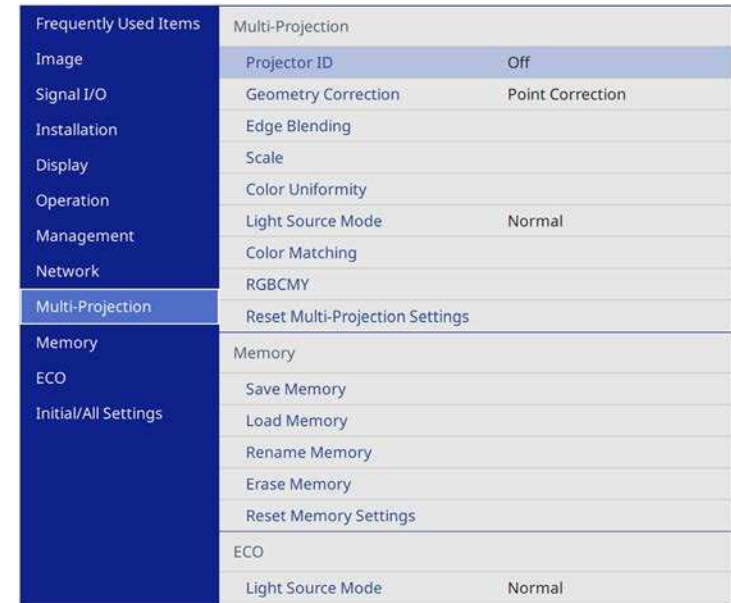 Frequently Used Items
Image
Signal I/O
Installation
Display
Operation
Management
Network
Multi-Projection
Memory
ECO
Initial/All Settings
Multi-Projection
Projector ID Off
Geometry Correction Point Correction
Edge Blending
Scale
Color Uniformity
Light Source Mode Normal
Color Matching
RGBCMY
Reset Multi-Projection Settings
Memory
Save Memory
Load Memory
Rename Memory
Erase Memory
Reset Memory Settings
ECO
Light Source Mode Normal